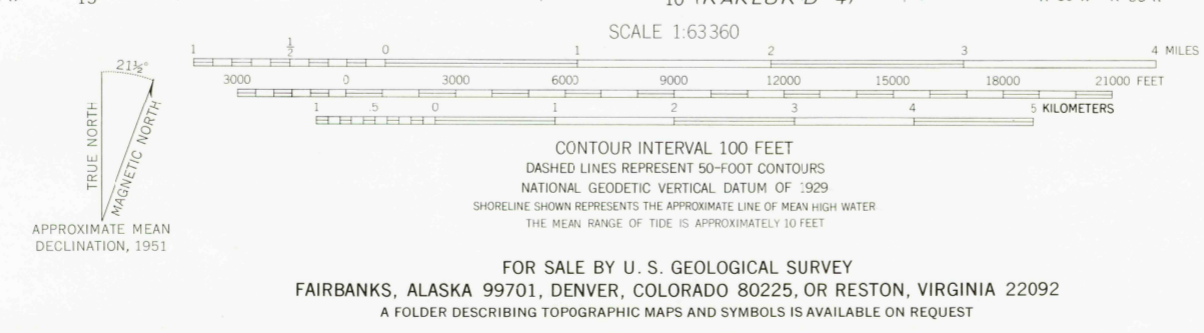 15
10 (KARLUK D-4)
SCALE 1:63360
1 1/2 0 1 2 3 4 MILES
3000 0 3000 6000 9000 12000 15000 18000 21000 FEET
1 .5 0 1 2 3 4 5 KILOMETERS
21½°
TRUE NORTH
MAGNETIC NORTH
APPROXIMATE MEAN
DECLINATION, 1951
CONTOUR INTERVAL 100 FEET
DASHED LINES REPRESENT 50-FOOT CONTOURS
NATIONAL GEODETIC VERTICAL DATUM OF 1929
SHORELINE SHOWN REPRESENTS THE APPROXIMATE LINE OF MEAN HIGH WATER
THE MEAN RANGE OF TIDE IS APPROXIMATELY 10 FEET
FOR SALE BY U. S. GEOLOGICAL SURVEY
FAIRBANKS, ALASKA 99701, DENVER, COLORADO 80225, OR RESTON, VIRGINIA 22092
A FOLDER DESCRIBING TOPOGRAPHIC MAPS AND SYMBOLS IS AVAILABLE ON REQUEST